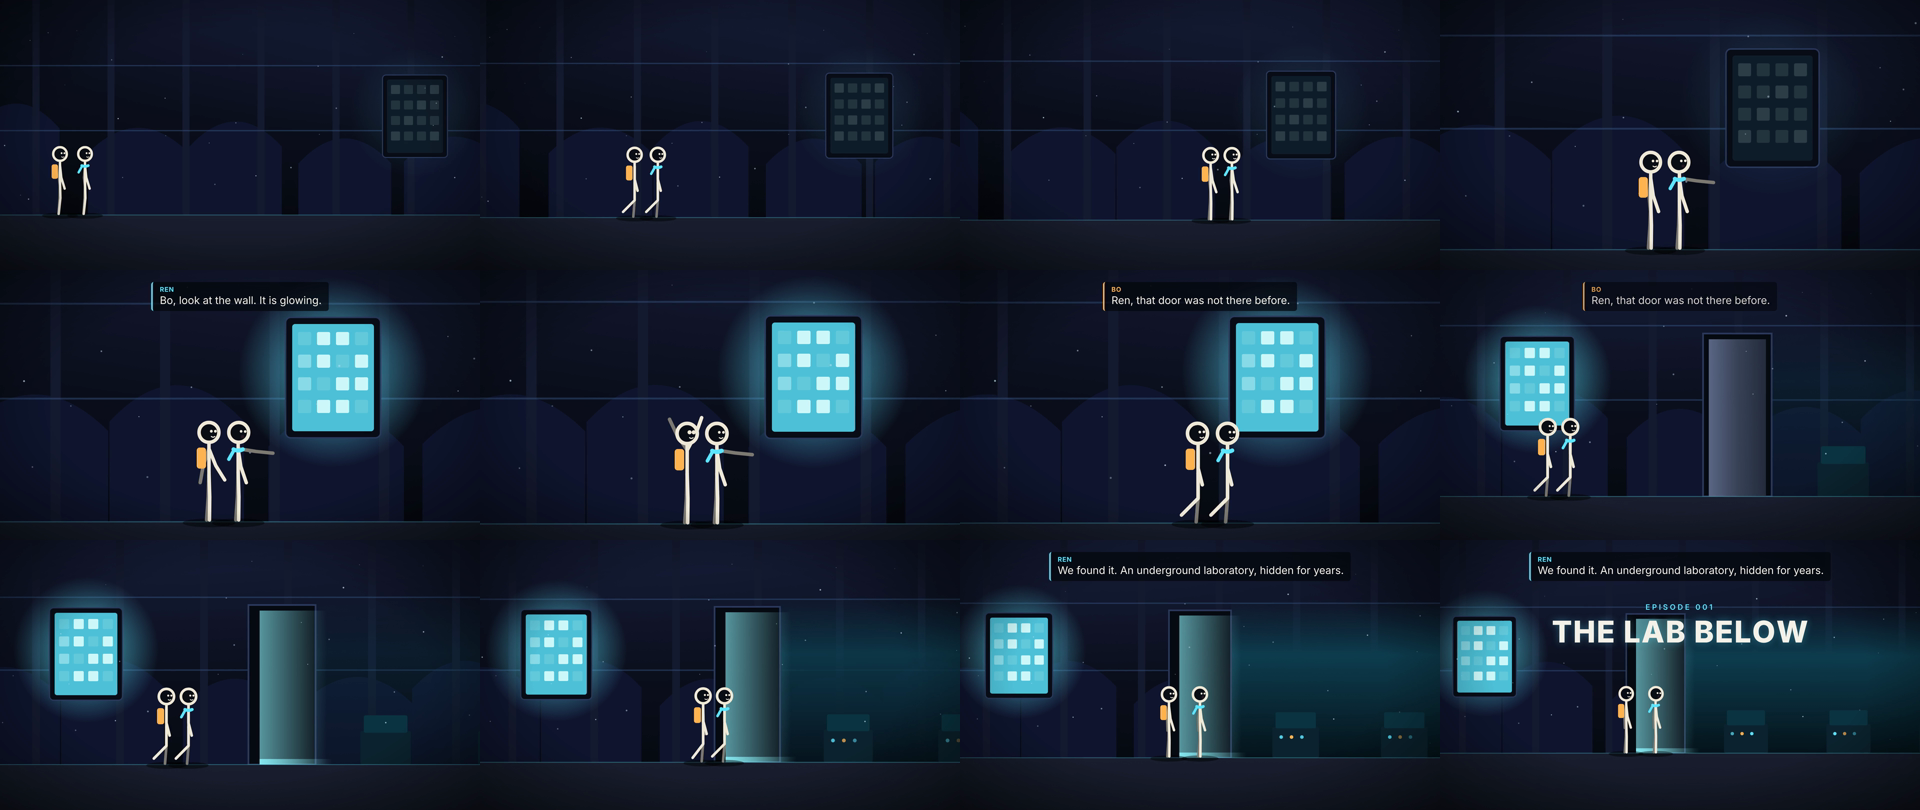 REN
Bo, look at the wall. It is glowing.
BO
Ren, that door was not there before.
BO
Ren, that door was not there before.
REN
We found it. An underground laboratory, hidden for years.
REN
We found it. An underground laboratory, hidden for years.
EPISODE 001
THE LAB BELOW